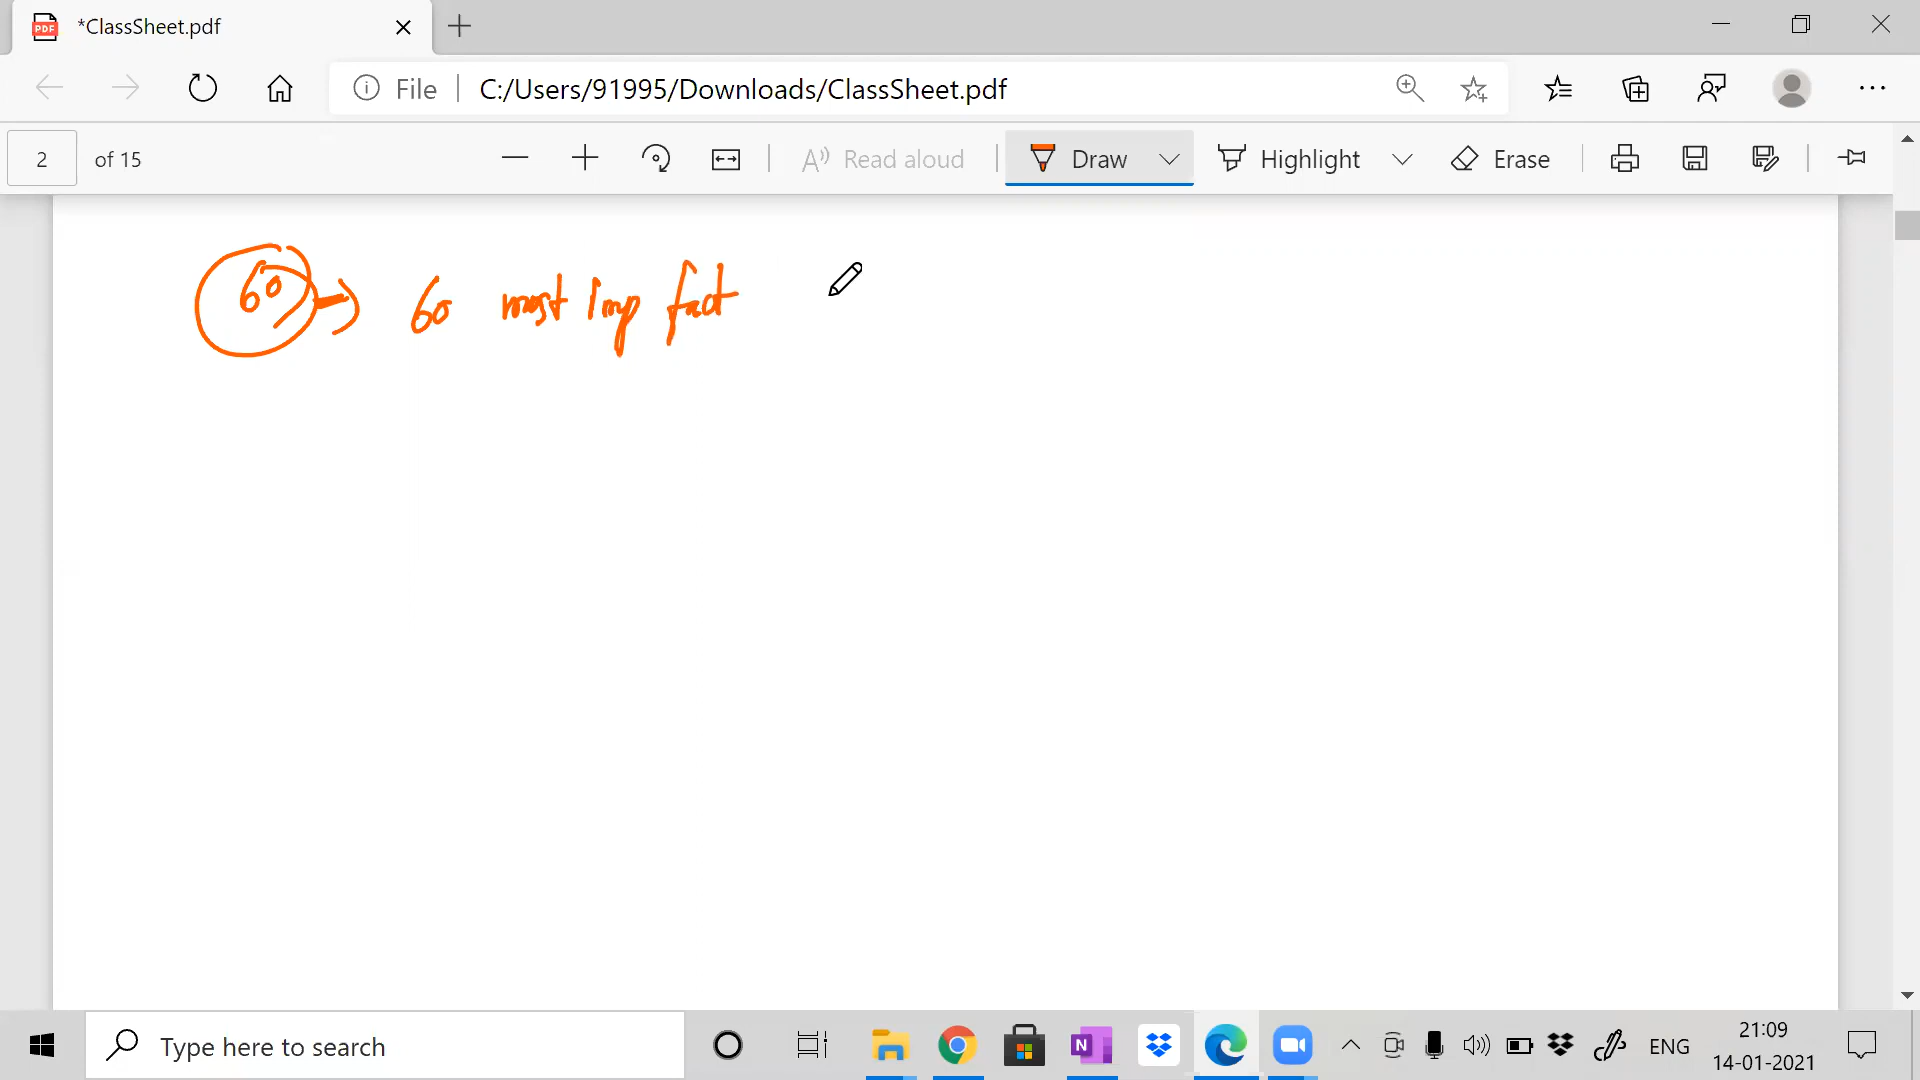 *ClassSheet.pdf
File C:/Users/91995/Downloads/ClassSheet.pdf
2 of 15 Read aloud Draw Highlight Erase
60 60 most Imp fact
Type here to search ENG 21:09
14-01-2021